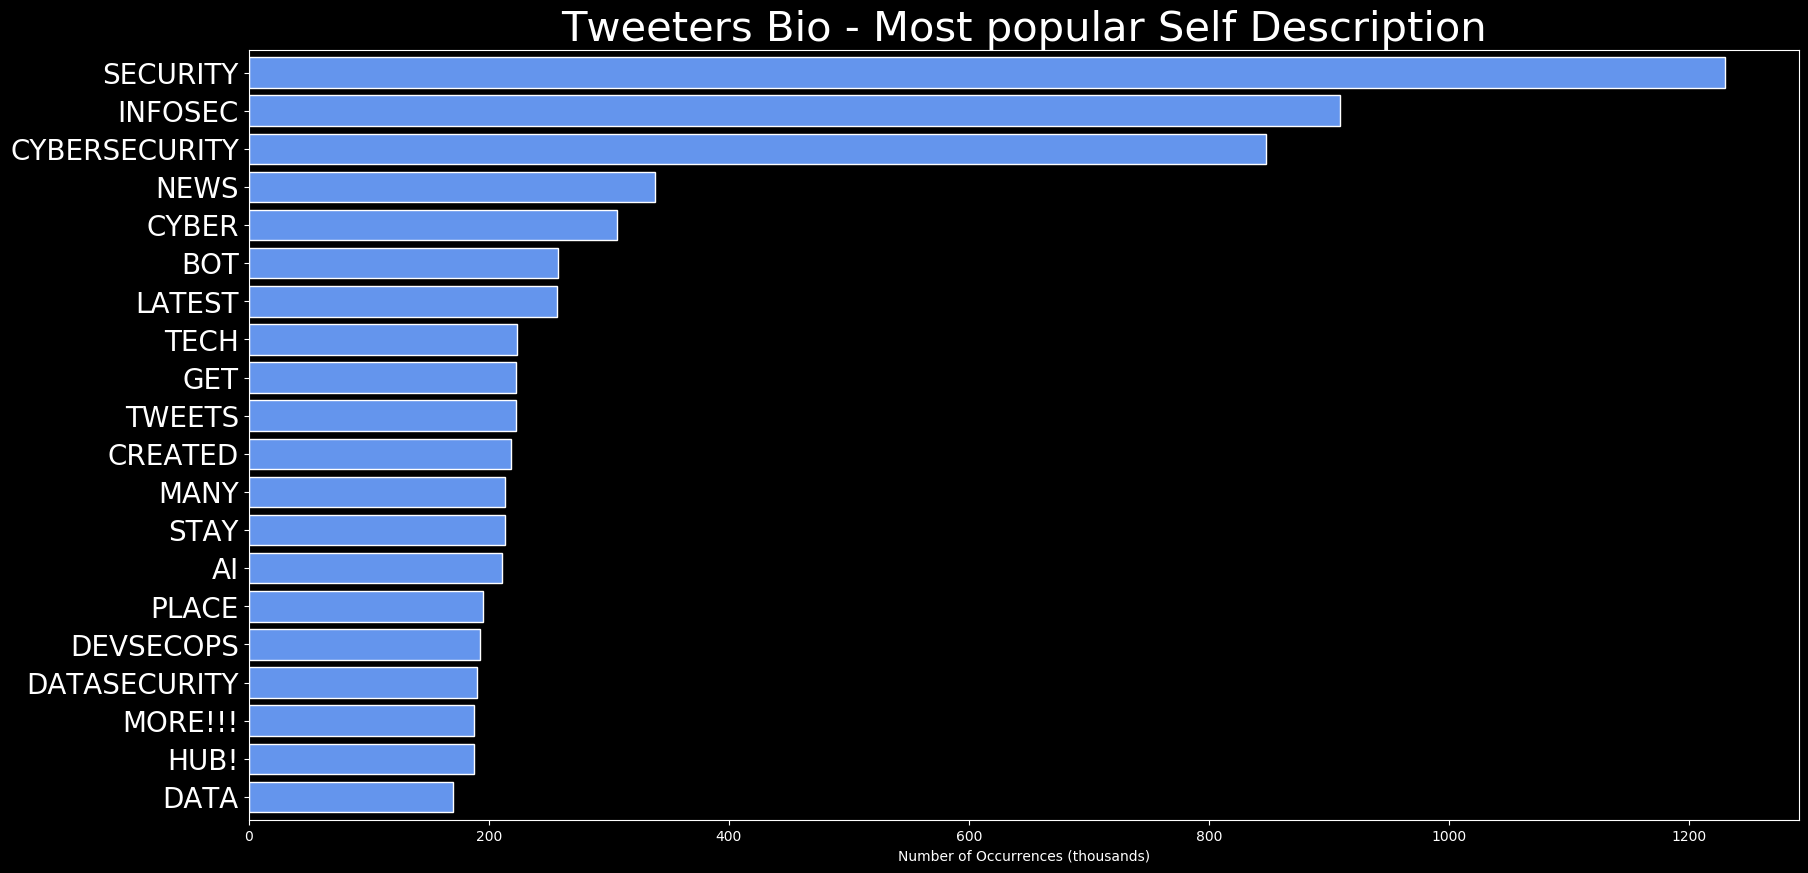 Tweeters Bio - Most popular Self Description
SECURITY
INFOSEC
CYBERSECURITY
NEWS
CYBER
BOT
LATEST
TECH
GET
TWEETS
CREATED
MANY
STAY
AI
PLACE
DEVSECOPS
DATASECURITY
MORE!!!
HUB!
DATA
0 200 400 600 800 1000 1200
Number of Occurrences (thousands)